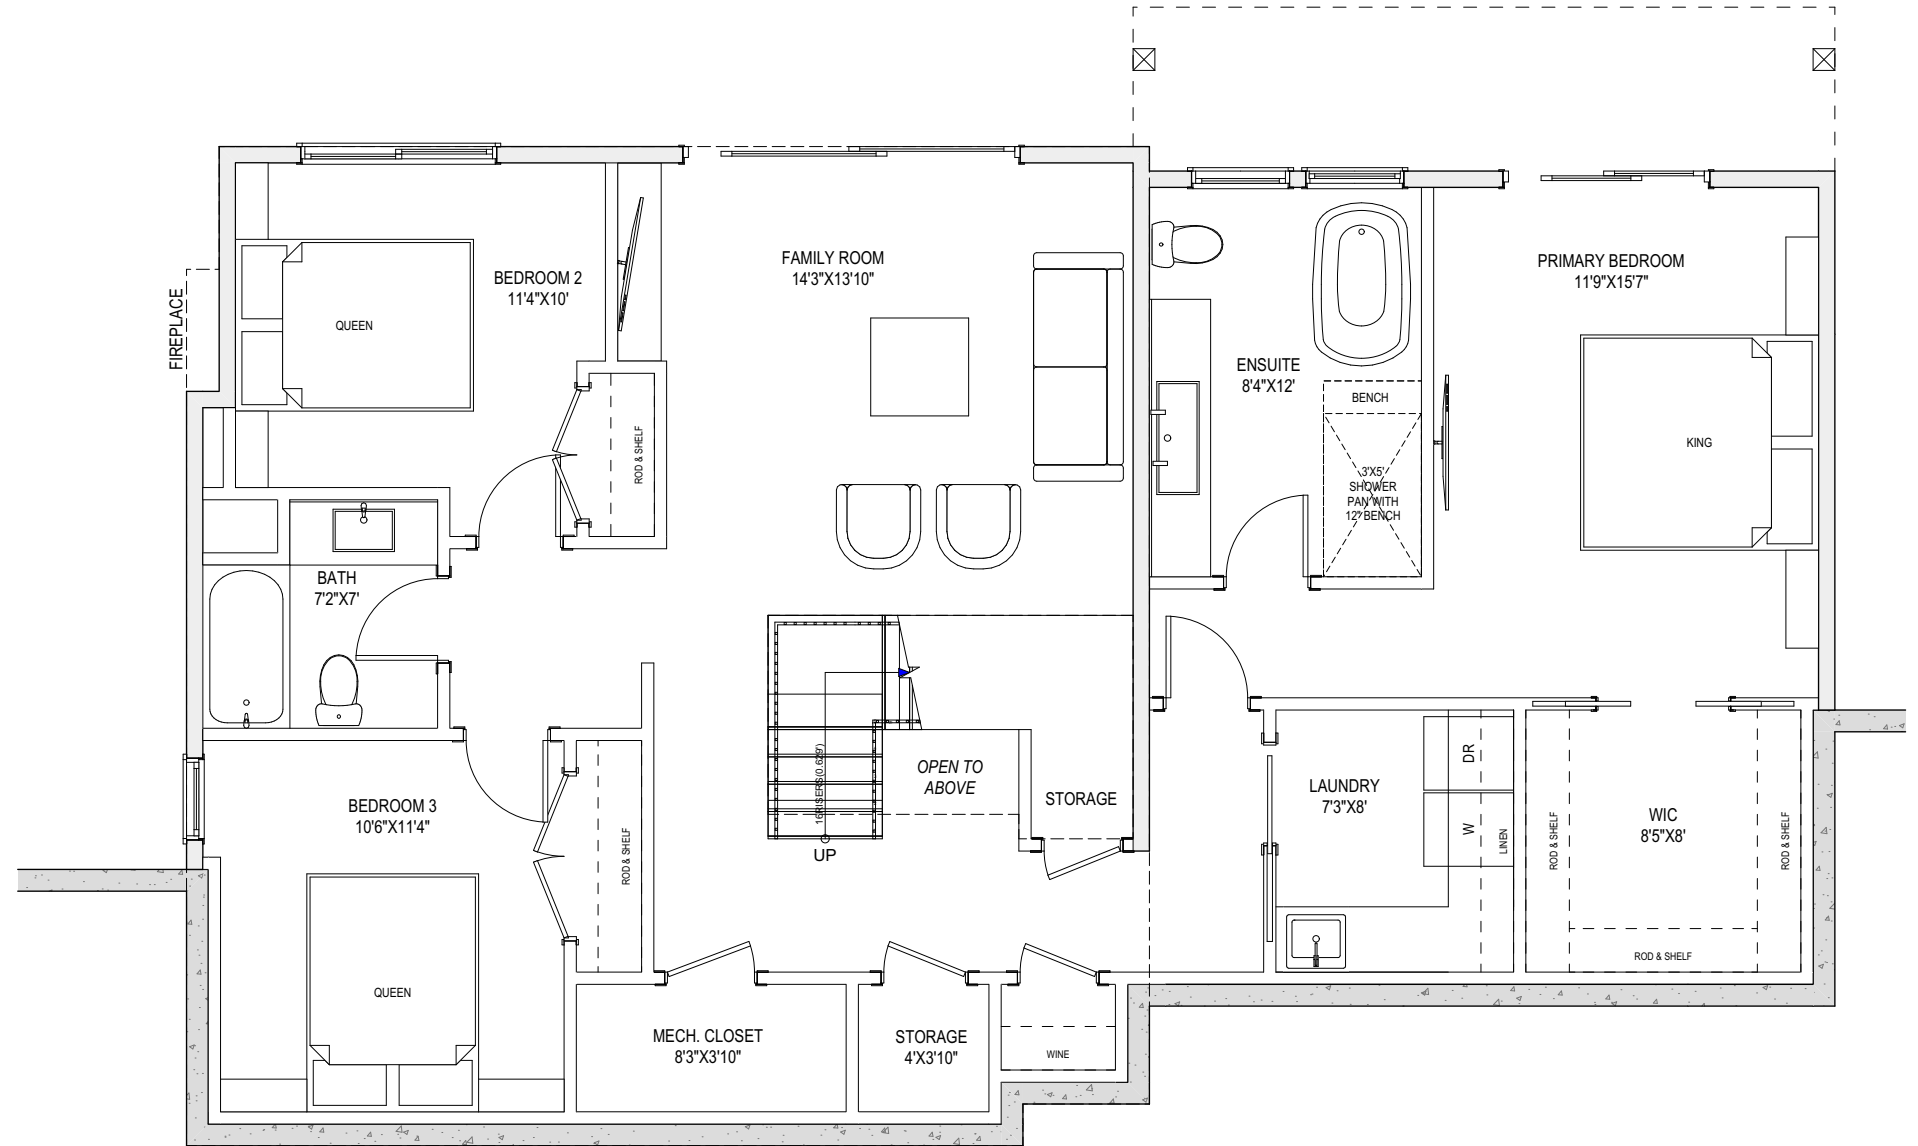 FIREPLACE
BEDROOM 2
11'4"X10'
QUEEN
ROD & SHELF
FAMILY ROOM
14'3"X13'10"
ENSUITE
8'4"X12'
BENCH
3'X5'
SHOWER
PAN WITH
12" BENCH
PRIMARY BEDROOM
11'9"X15'7"
KING
BATH
7'2"X7'
BEDROOM 3
10'6"X11'4"
QUEEN
ROD & SHELF
16RISERS(0.629')
UP
OPEN TO
ABOVE
STORAGE
LAUNDRY
7'3"X8'
DR
W
LINEN
ROD & SHELF
WIC
8'5"X8'
ROD & SHELF
ROD & SHELF
MECH. CLOSET
8'3"X3'10"
STORAGE
4'X3'10"
WINE